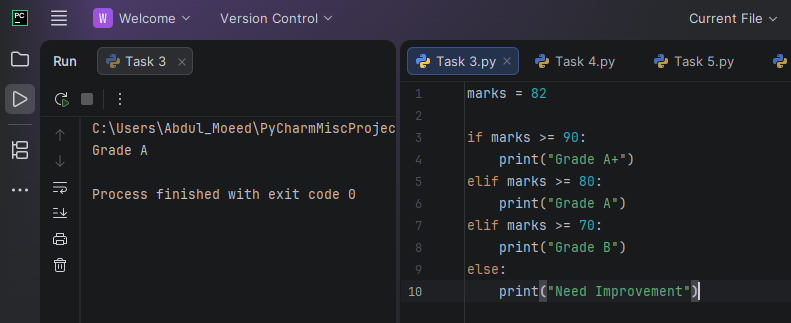 PC W Welcome Version Control Current File
Run Task 3
Task 3.py Task 4.py Task 5.py
C:\Users\Abdul_Moeed\PyCharmMiscProjec
Grade A
Process finished with exit code 0
1 marks = 82
2
3 if marks >= 90:
4     print("Grade A+")
5 elif marks >= 80:
6     print("Grade A")
7 elif marks >= 70:
8     print("Grade B")
9 else:
10     print("Need Improvement")